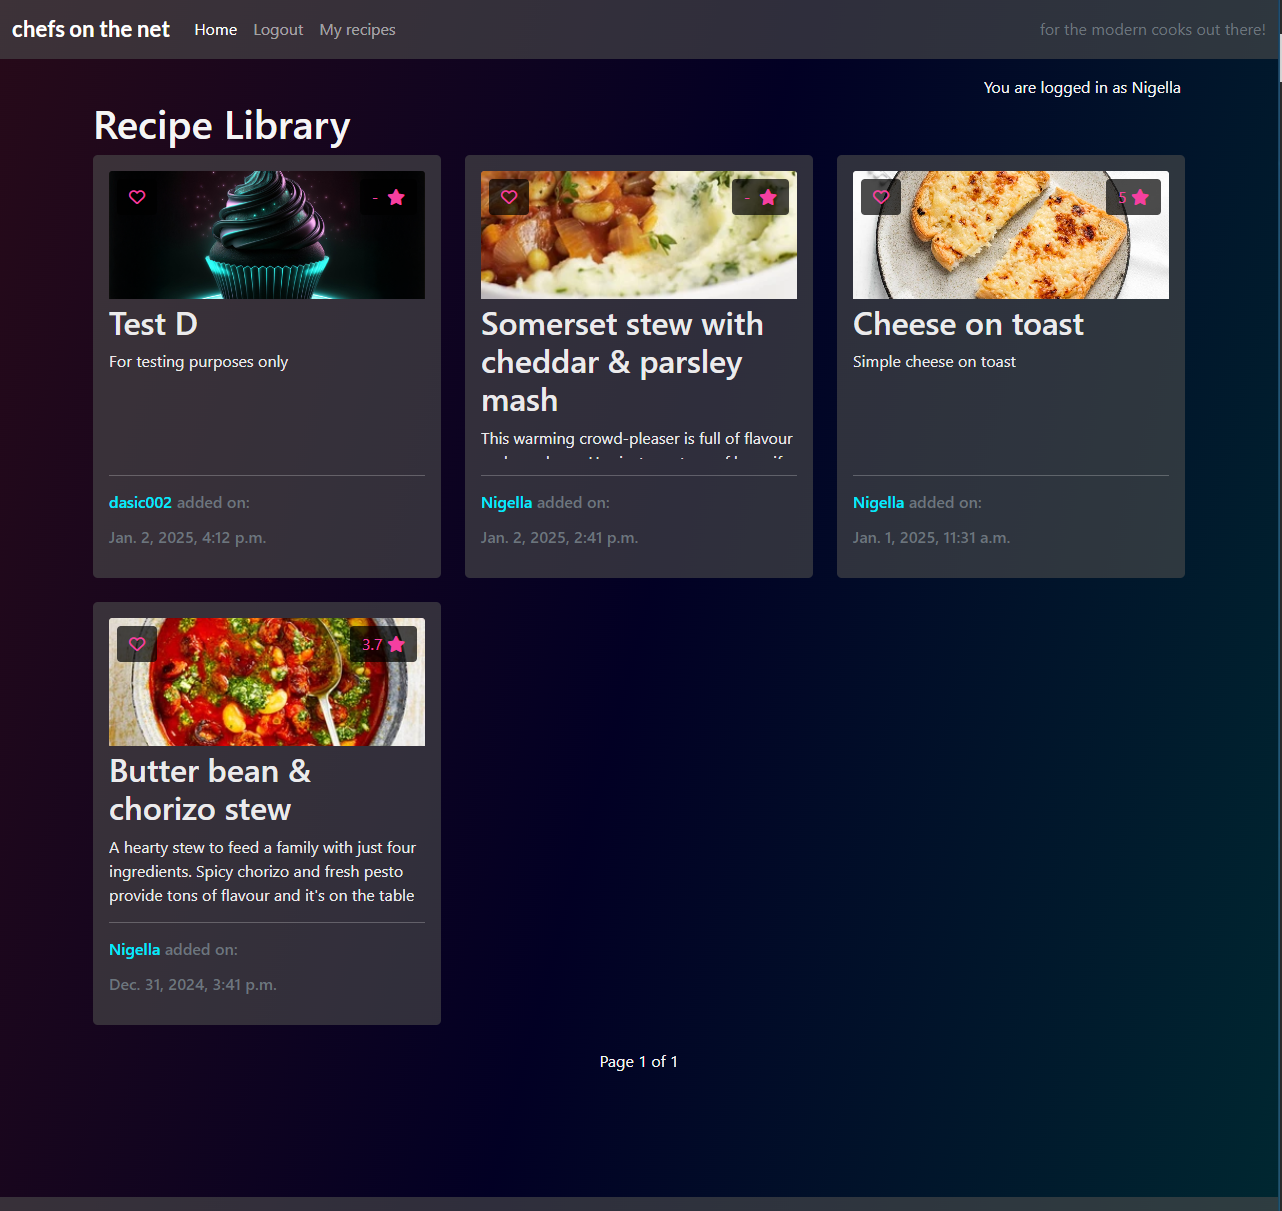 chefs on the net Home Logout My recipes for the modern cooks out there!
You are logged in as Nigella
Recipe Library
-
Test D
For testing purposes only
dasic002 added on:
Jan. 2, 2025, 4:12 p.m.
-
Somerset stew with
cheddar & parsley
mash
This warming crowd-pleaser is full of flavour
Nigella added on:
Jan. 2, 2025, 2:41 p.m.
5
Cheese on toast
Simple cheese on toast
Nigella added on:
Jan. 1, 2025, 11:31 a.m.
3.7
Butter bean &
chorizo stew
A hearty stew to feed a family with just four
ingredients. Spicy chorizo and fresh pesto
provide tons of flavour and it's on the table
Nigella added on:
Dec. 31, 2024, 3:41 p.m.
Page 1 of 1